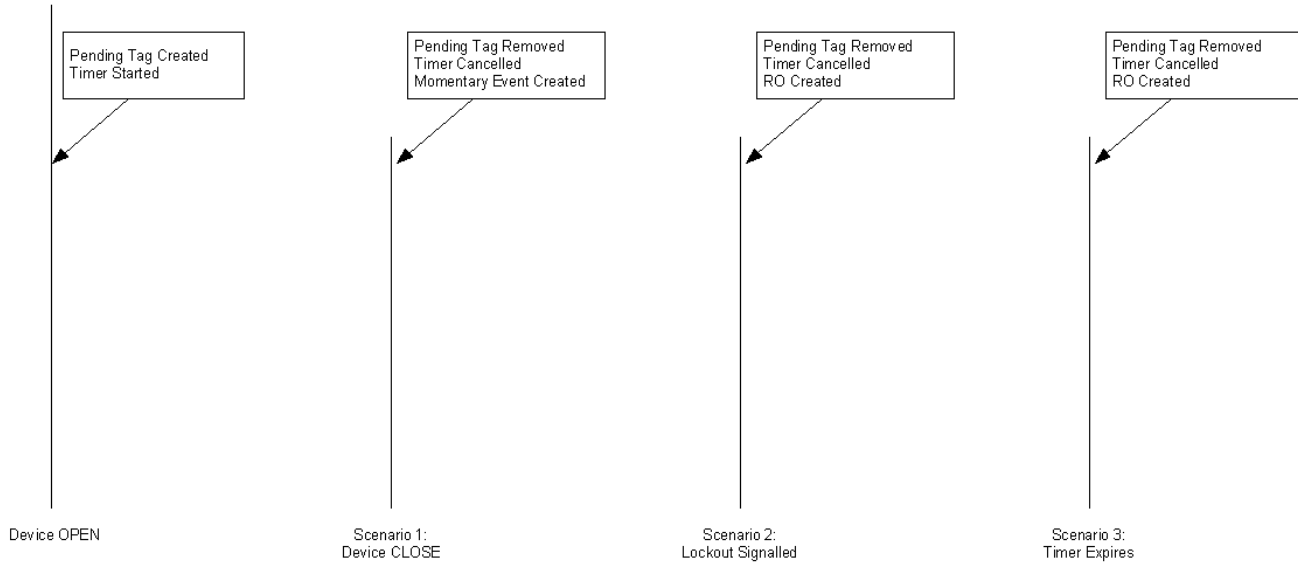 Pending Tag Created
Timer Started
Pending Tag Removed
Timer Cancelled
Momentary Event Created
Pending Tag Removed
Timer Cancelled
RO Created
Pending Tag Removed
Timer Cancelled
RO Created
Device OPEN
Scenario 1:
Device CLOSE
Scenario 2:
Lockout Signalled
Scenario 3:
Timer Expires